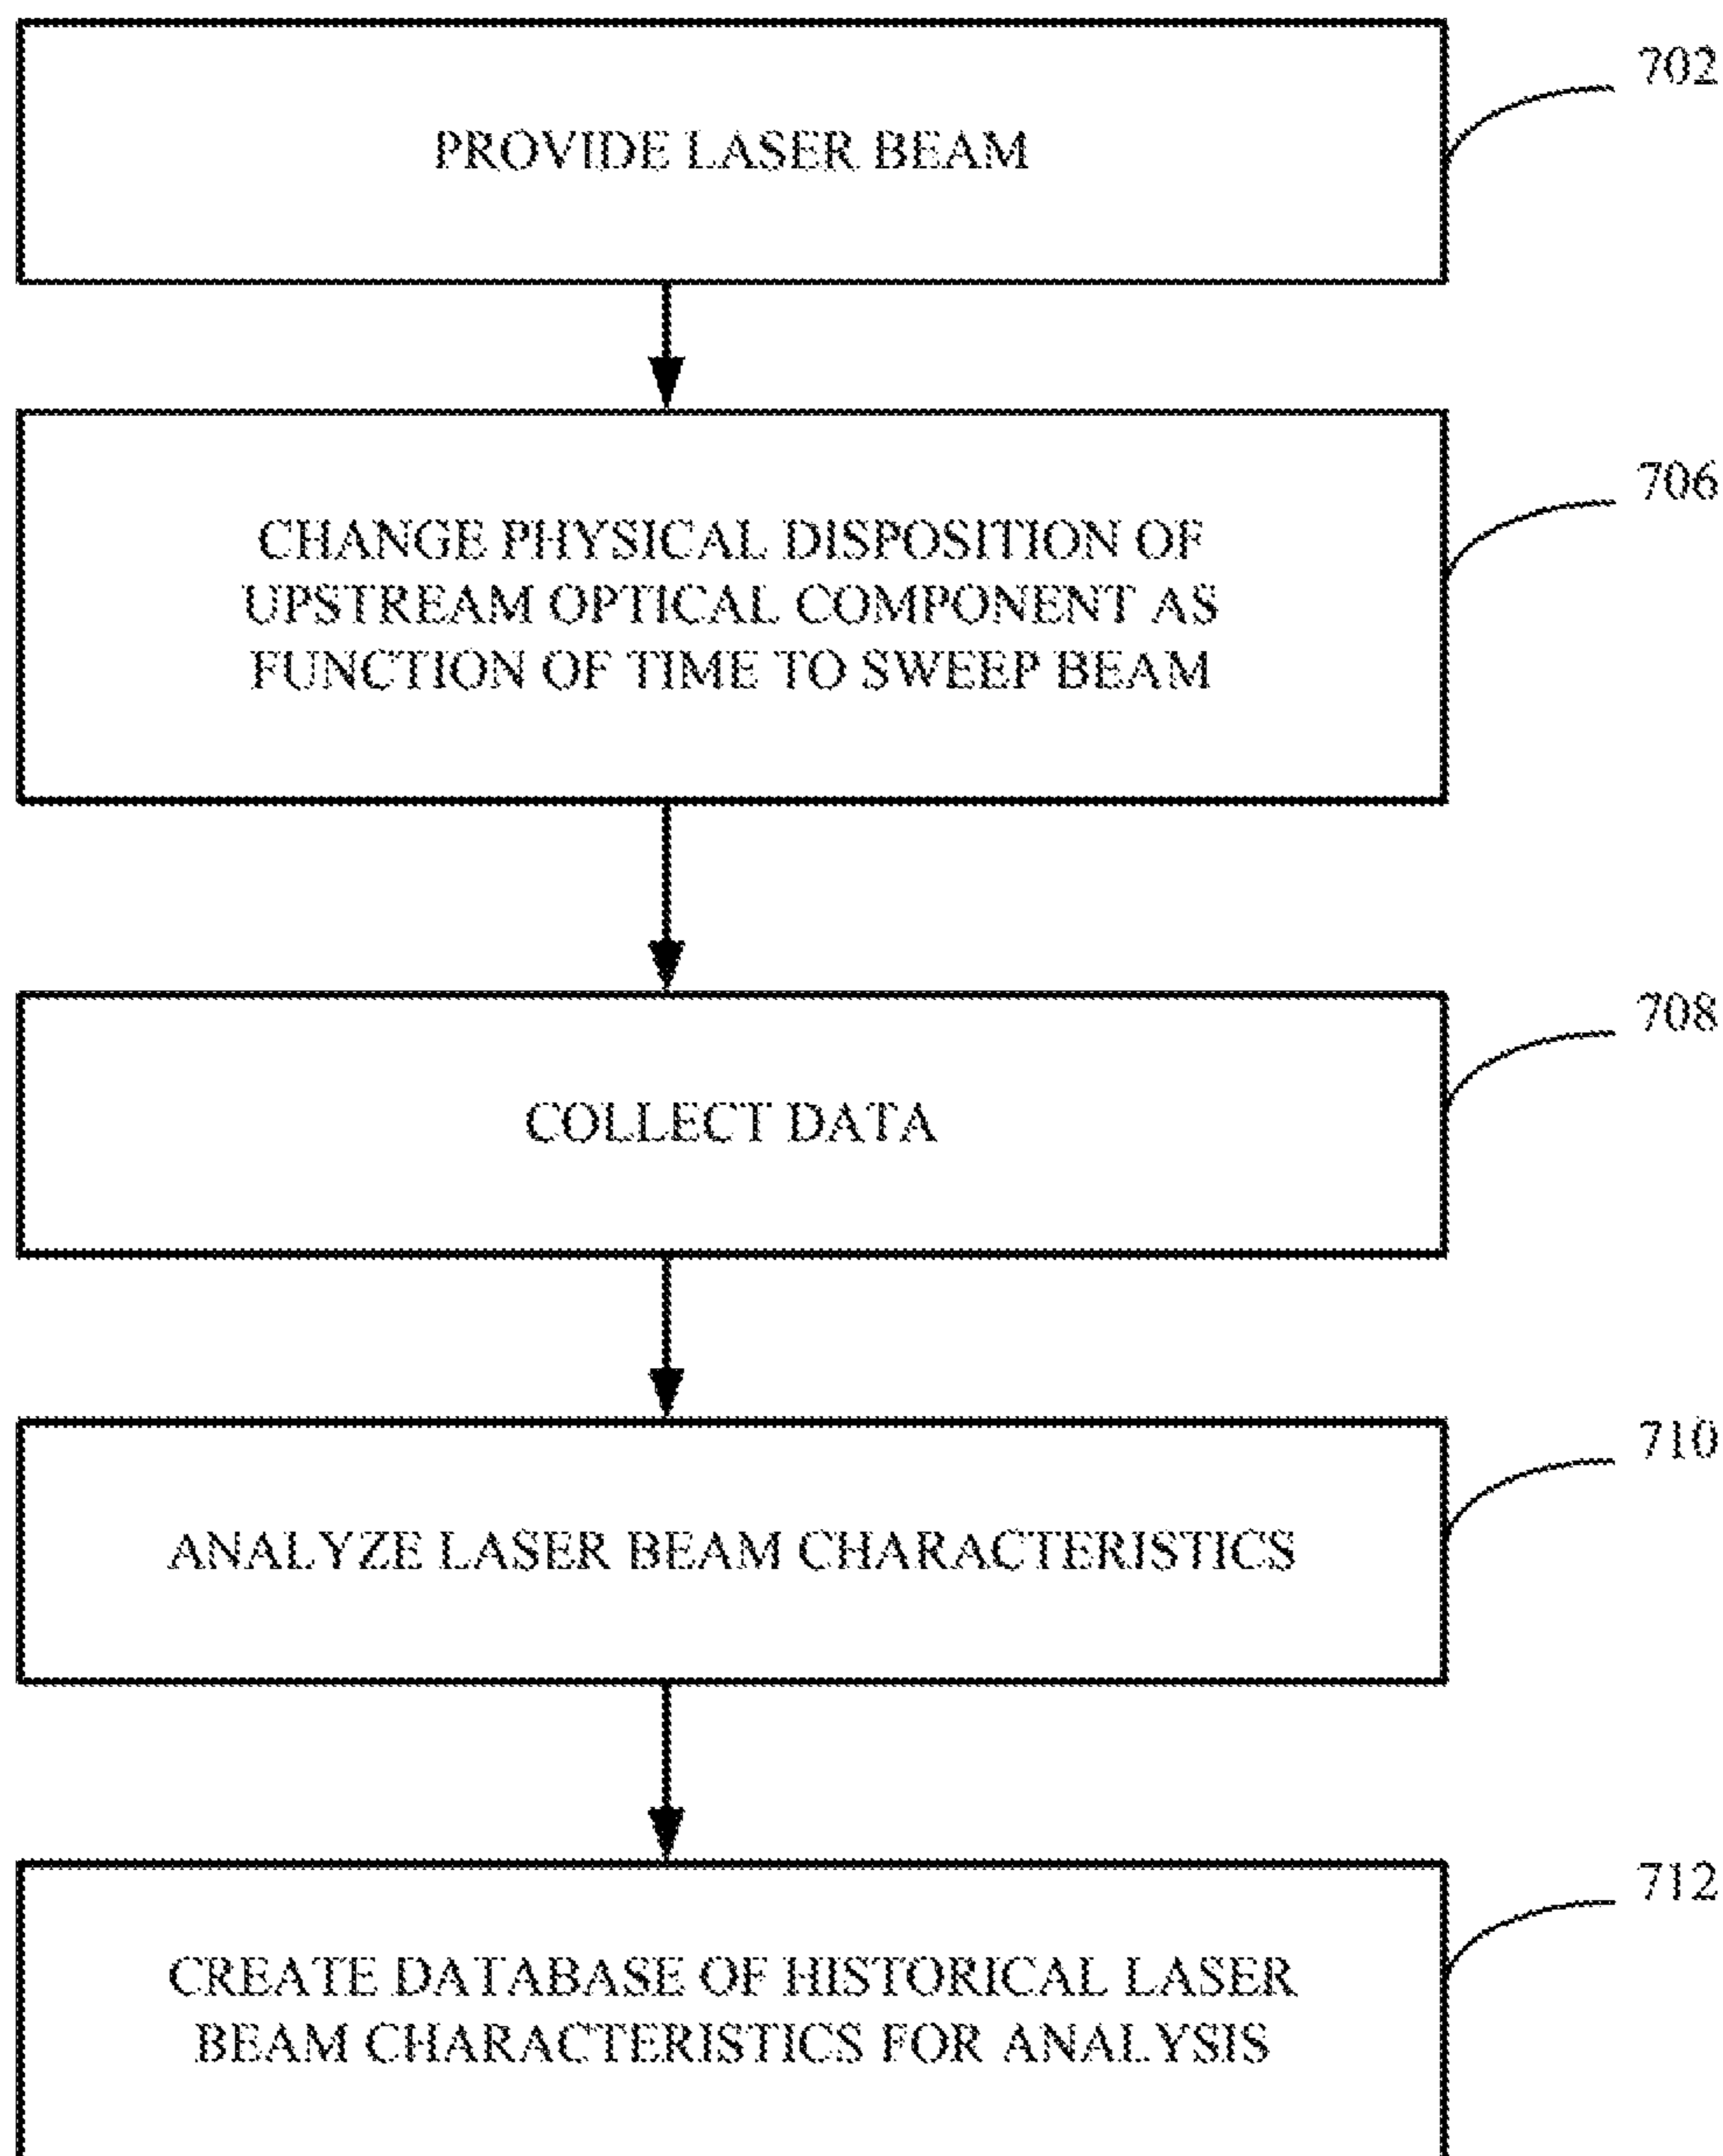 702
PROVIDE LASER BEAM
706
CHANGE PHYSICAL DISPOSITION OF
UPSTREAM OPTICAL COMPONENT AS
FUNCTION OF TIME TO SWEEP BEAM
708
COLLECT DATA
710
ANALYZE LASER BEAM CHARACTERISTICS
712
CREATE DATABASE OF HISTORICAL LASER
BEAM CHARACTERISTICS FOR ANALYSIS